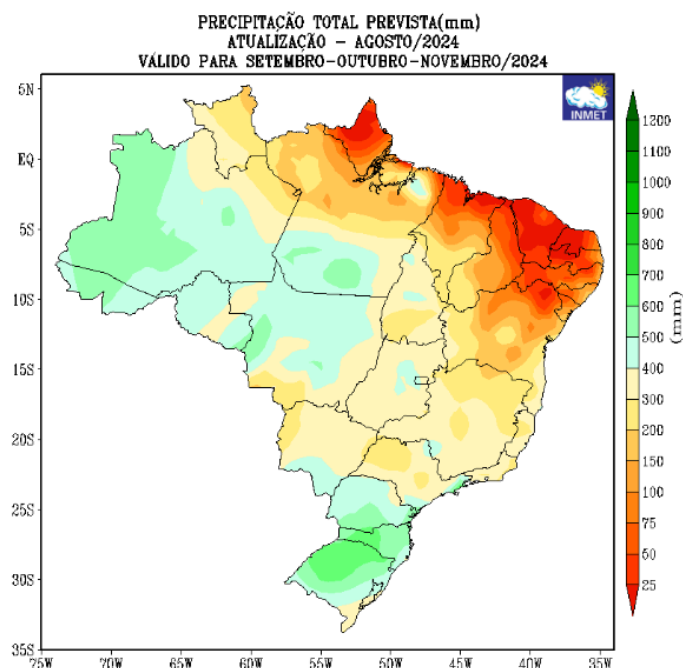 PRECIPITAÇÃO TOTAL PREVISTA(mm)
ATUALIZAÇÃO - AGOSTO/2024
VÁLIDO PARA SETEMBRO-OUTUBRO-NOVEMBRO/2024
INMET
5N
EQ
5S
10S
15S
20S
25S
30S
35S
75W
70W
65W
60W
55W
50W
45W
40W
35W
1200
1100
900
800
700
600
500
400
300
200
150
100
75
50
25
(mm)